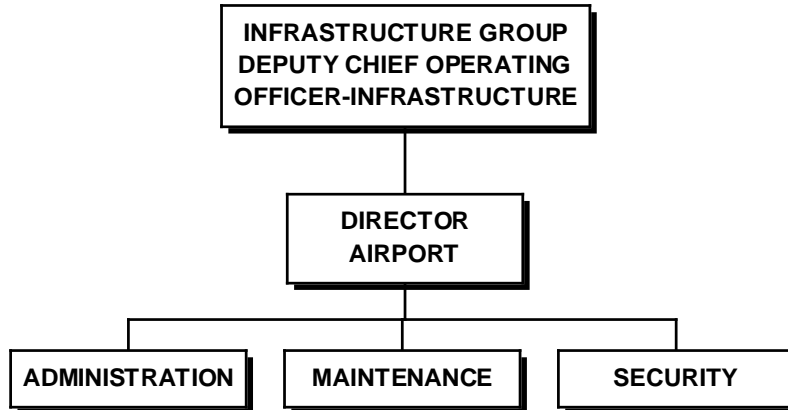 INFRASTRUCTURE GROUP
DEPUTY CHIEF OPERATING
OFFICER-INFRASTRUCTURE
DIRECTOR
AIRPORT
ADMINISTRATION
MAINTENANCE
SECURITY